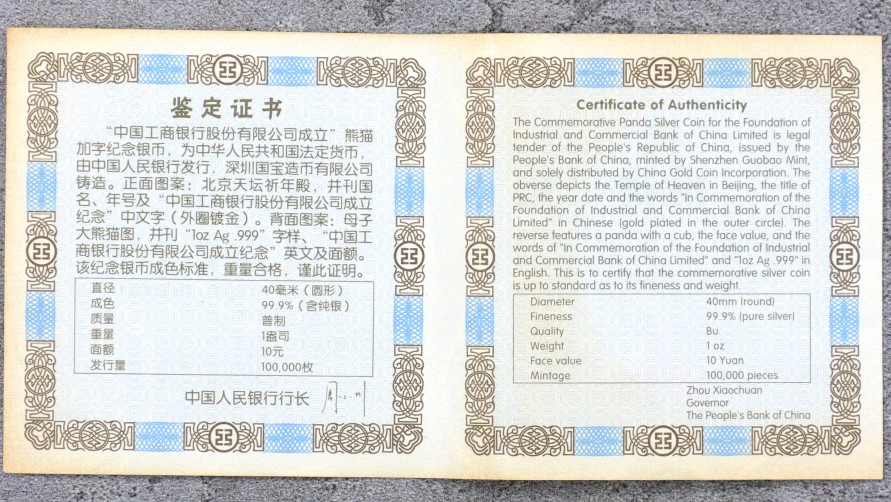 鉴定证书
“中国工商银行股份有限公司成立”熊猫
加字纪念银币，为中华人民共和国法定货币，
由中国人民银行发行，深圳国宝造币有限公司
铸造。正面图案：北京天坛祈年殿，并刊国
名、年号及“中国工商银行股份有限公司成立
纪念”中文字（外圈镀金）。背面图案：母子
大熊猫图，并刊“1oz Ag .999”字样、“中国工
商银行股份有限公司成立纪念”英文及面额。
该纪念银币成色标准，重量合格，谨此证明。
直径 40毫米（圆形）
成色 99.9%（含纯银）
质量 普制
重量 1盎司
面额 10元
发行量 100,000枚
中国人民银行行长
Certificate of Authenticity
The Commemorative Panda Silver Coin for the Foundation of
Industrial and Commercial Bank of China Limited is legal
tender of the People's Republic of China, issued by the
People's Bank of China, minted by Shenzhen Guobao Mint,
and solely distributed by China Gold Coin Incorporation. The
obverse depicts the Temple of Heaven in Beijing, the title of
PRC, the year date and the words "In Commemoration of the
Foundation of Industrial and Commercial Bank of China
Limited" in Chinese (gold plated in the outer circle). The
reverse features a panda with a cub, the face value, and the
words of "In Commemoration of the Foundation of Industrial
and Commercial Bank of China Limited" and "1oz Ag .999" in
English. This is to certify that the commemorative silver coin
is up to standard as to its fineness and weight.
Diameter 40mm (round)
Fineness 99.9% (pure silver)
Quality Bu
Weight 1 oz
Face value 10 Yuan
Mintage 100,000 pieces
Zhou Xiaochuan
Governor
The People's Bank of China